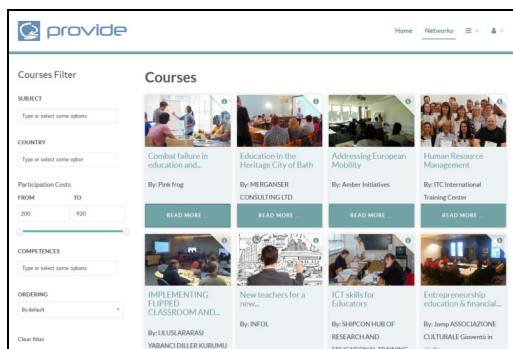 provide
Home Networks
Courses Filter
SUBJECT
Type or select some options
COUNTRY
Type or select some option
Participation Costs
FROM TO
200 920
COMPETENCES
Type or select some options
ORDERING
By default
Clear filter
Courses
Combat failure in
education and...
By: Pink frog
READ MORE ...
Education in the
Heritage City of Bath
By: MERGANSER
CONSULTING LTD
READ MORE ...
Addressing European
Mobility
By: Amber Initiatives
READ MORE ...
Human Resource
Management
By: ITC International
Training Center
READ MORE ...
IMPLEMENTING
FLIPPED
CLASSROOM AND...
By: ULUSLARARASI
YABANCI DILLER KURUMU
New teachers for a
new...
By: INFOL
ICT skills for
Educators
By: SHIPCON HUB OF
RESEARCH AND
EDUCATIONAL TRAINING
Entrepreneurship
education & financial...
By: Jump ASSOCIAZIONE
CULTURALE Gioventù in